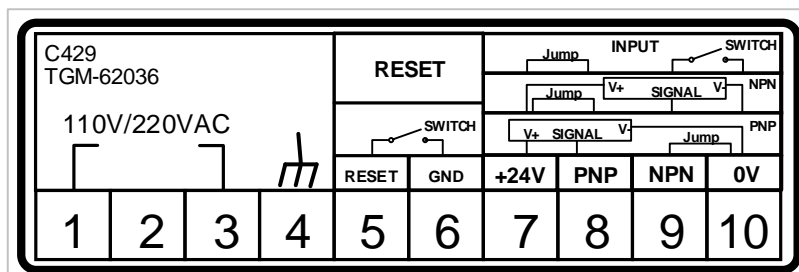 C429
TGM-62036
110V/220VAC
RESET
SWITCH
INPUT
Jump
SWITCH
Jump V+ SIGNAL V- NPN
V+ SIGNAL V- Jump PNP
RESET GND +24V PNP NPN 0V
1 2 3 4 5 6 7 8 9 10